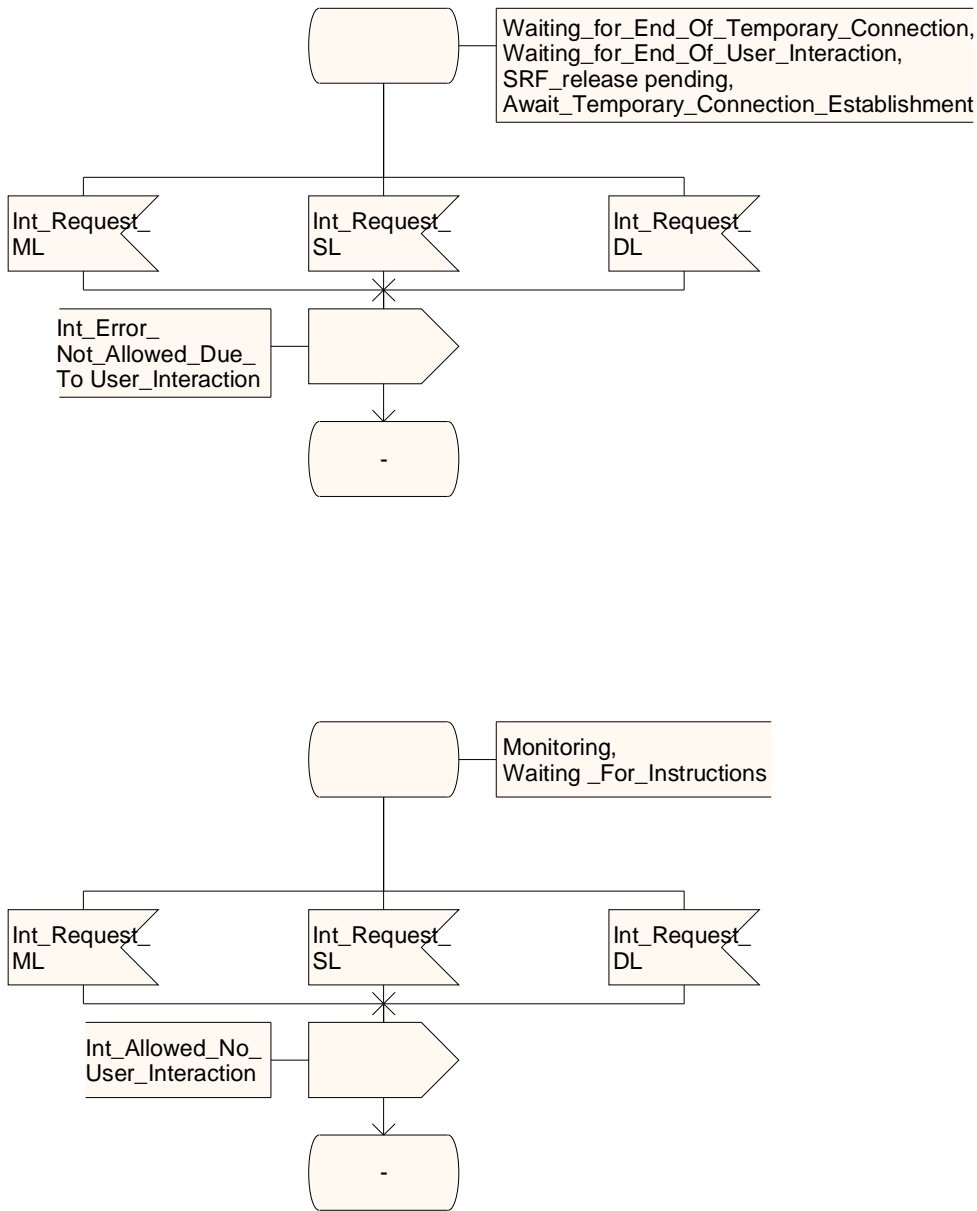 Waiting_for_End_Of_Temporary_Connection,
Waiting_for_End_Of_User_Interaction,
SRF_release pending,
Await_Temporary_Connection_Establishment
Int_Request_
ML
Int_Request_
SL
Int_Request_
DL
Int_Error_
Not_Allowed_Due_
To User_Interaction
-
Monitoring,
Waiting _For_Instructions
Int_Request_
ML
Int_Request_
SL
Int_Request_
DL
Int_Allowed_No_
User_Interaction
-